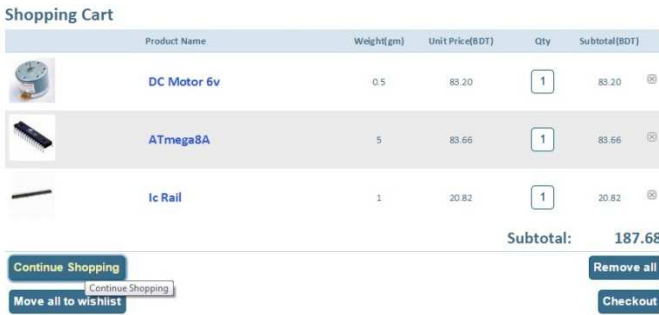 Shopping Cart
Product Name Weight(gm) Unit Price(BDT) Qty Subtotal(BDT)
DC Motor 6v 0.5 83.20 1 83.20
ATmega8A 5 83.66 1 83.66
Ic Rail 1 20.82 1 20.82
Subtotal: 187.68
Continue Shopping Remove all
Continue Shopping
Move all to wishlist Checkout